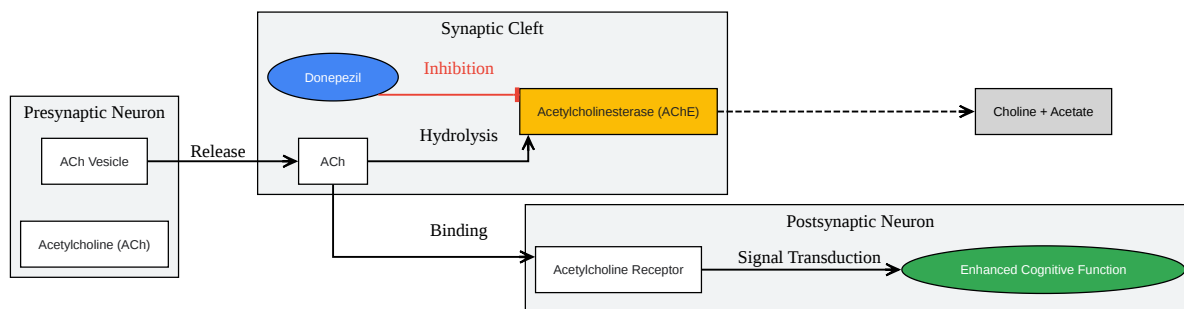 Synaptic Cleft
Donepezil
Inhibition
Acetylcholinesterase (AChE)
Choline + Acetate
Presynaptic Neuron
ACh Vesicle
Release
ACh
Hydrolysis
Acetylcholine (ACh)
Binding
Postsynaptic Neuron
Acetylcholine Receptor
Signal Transduction
Enhanced Cognitive Function